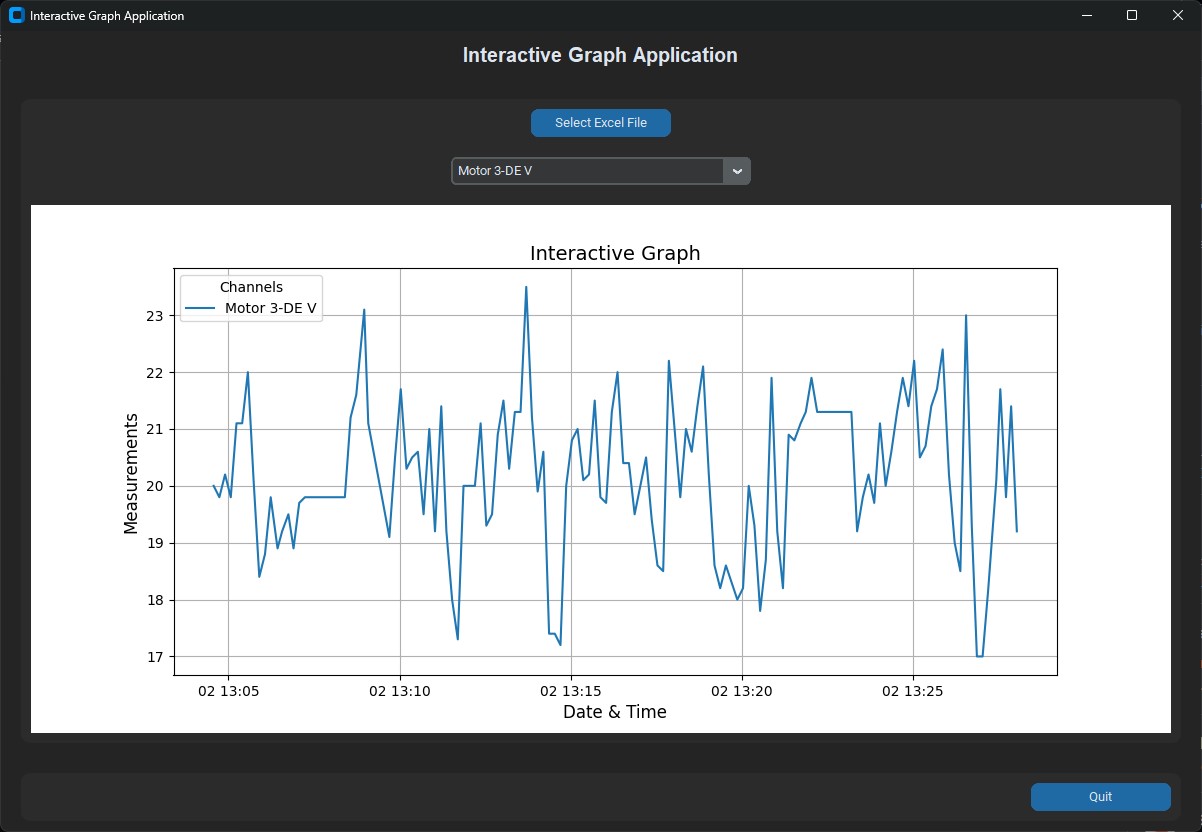 Interactive Graph Application
Interactive Graph Application
Select Excel File
Motor 3-DE V
Interactive Graph
Channels
Motor 3-DE V
23
22
21
20
19
18
17
Measurements
02 13:05 02 13:10 02 13:15 02 13:20 02 13:25
Date & Time
Quit